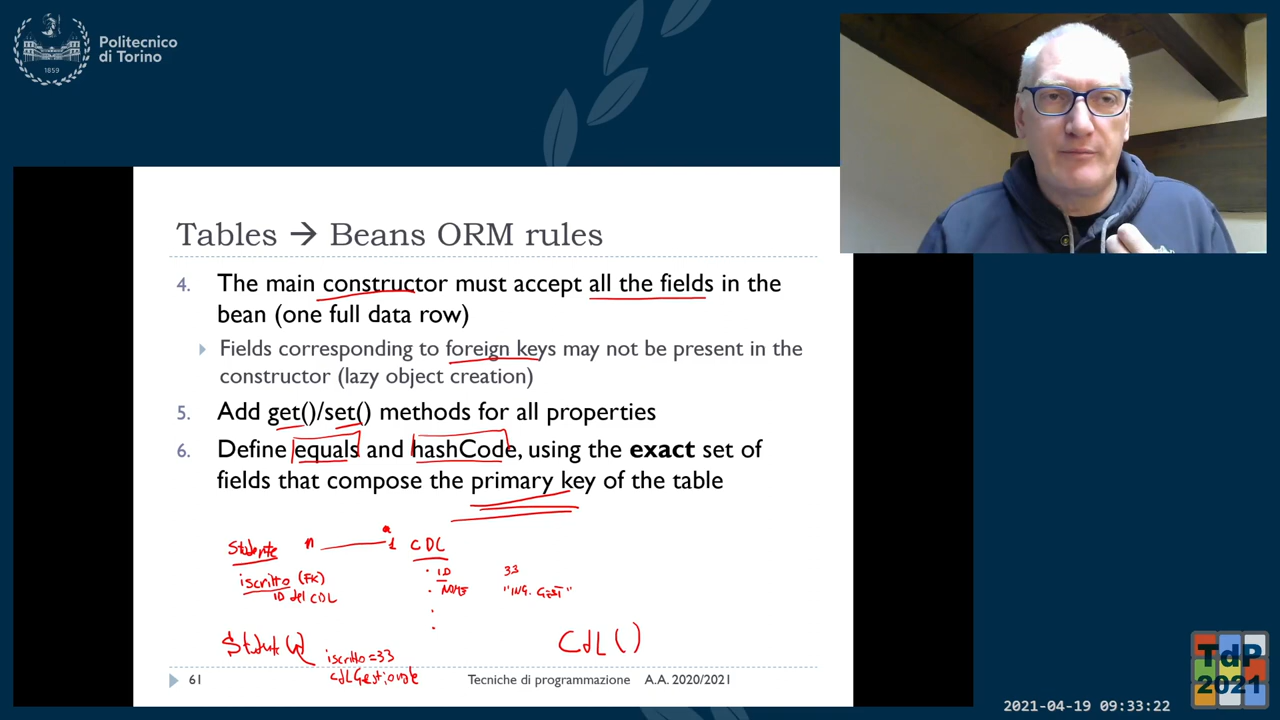 Politecnico
di Torino
1859
Tables → Beans ORM rules
4. The main constructor must accept all the fields in the
bean (one full data row)
Fields corresponding to foreign keys may not be present in the
constructor (lazy object creation)
5. Add get()/set() methods for all properties
6. Define equals and hashCode, using the exact set of
fields that compose the primary key of the table
Studente n 1 CDL
iscritto (FK) ID 33
ID del CDL NOME "ING. GEST"
CdL()
iscritto=33
cdLGestionale
61 Tecniche di programmazione A.A. 2020/2021
TdP
2021
2021-04-19 09:33:22